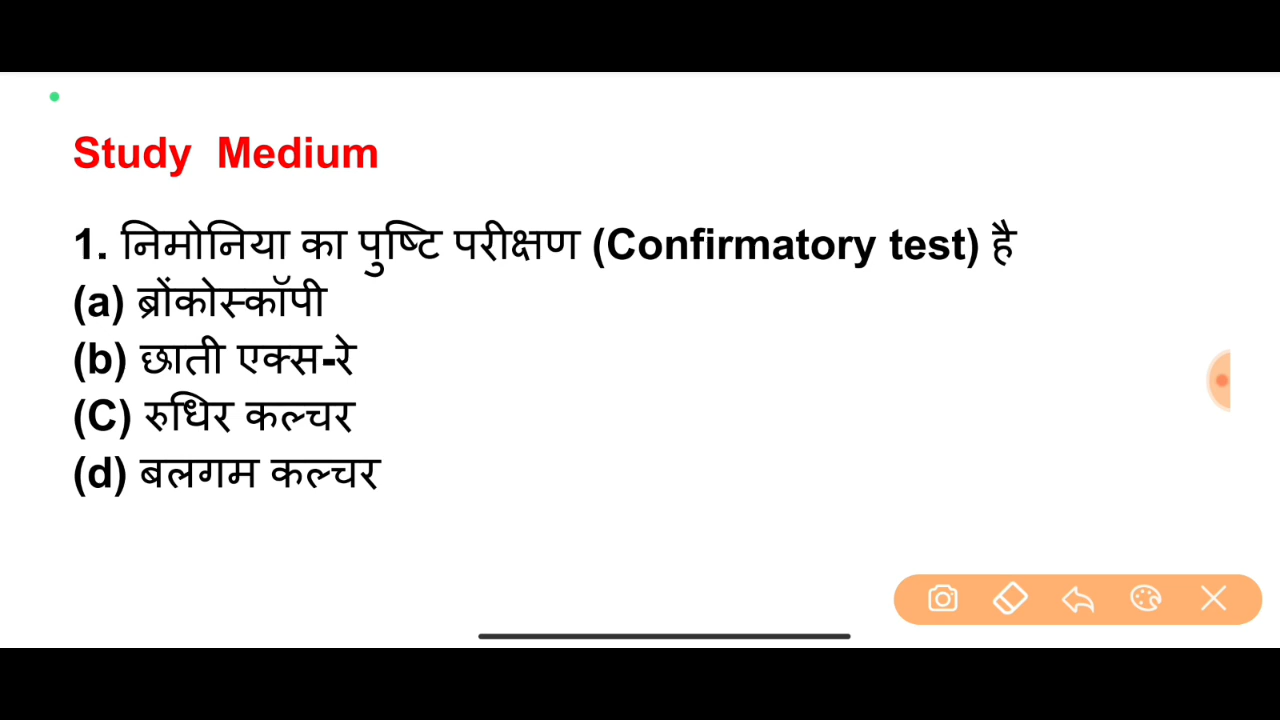 Study Medium
1. निमोनिया का पुष्टि परीक्षण (Confirmatory test) है
(a) ब्रोंकोस्कॉपी
(b) छाती एक्स-रे
(C) रुधिर कल्चर
(d) बलगम कल्चर